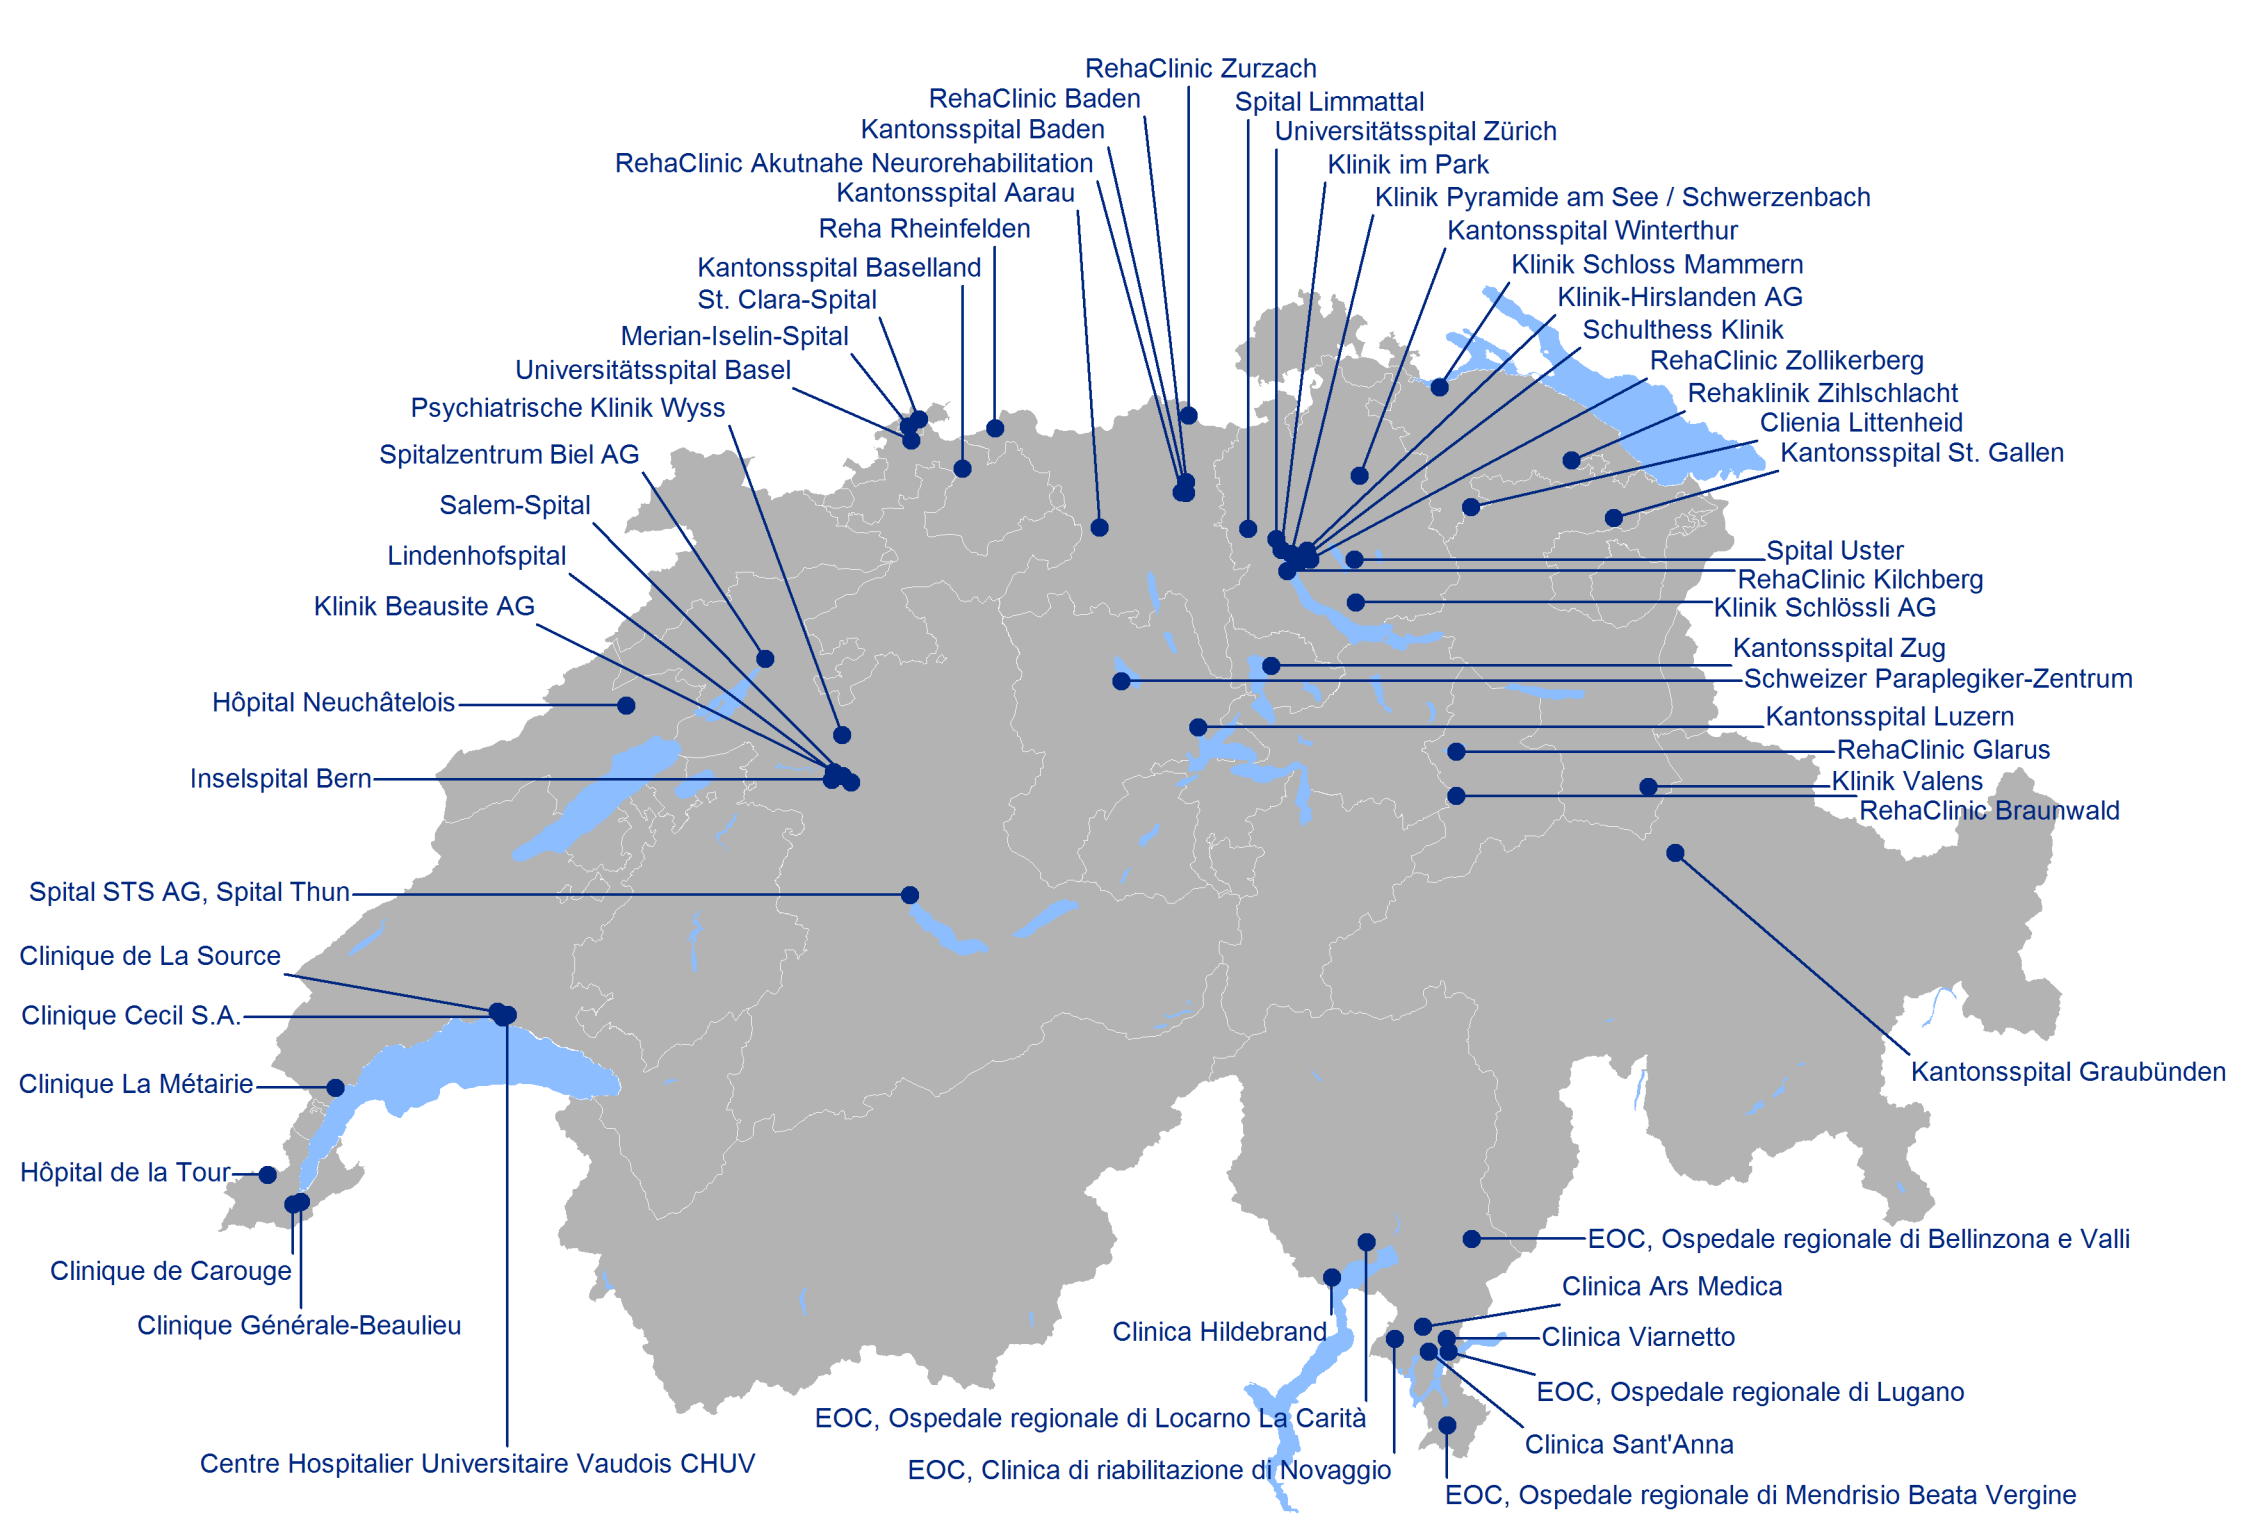 RehaClinic Zurzach
RehaClinic Baden
Spital Limmattal
Kantonsspital Baden
Universitätsspital Zürich
RehaClinic Akutnahe Neurorehabilitation
Klinik im Park
Kantonsspital Aarau
Klinik Pyramide am See / Schwerzenbach
Reha Rheinfelden
Kantonsspital Winterthur
Kantonsspital Baselland
Klinik Schloss Mammern
St. Clara-Spital
Klinik-Hirslanden AG
Merian-Iselin-Spital
Schulthess Klinik
Universitätsspital Basel
RehaClinic Zollikerberg
Psychiatrische Klinik Wyss
Rehaklinik Zihlschlacht
Clienia Littenheid
Spitalzentrum Biel AG
Kantonsspital St. Gallen
Salem-Spital
Lindenhofspital
Spital Uster
RehaClinic Kilchberg
Klinik Beausite AG
Klinik Schlössli AG
Kantonsspital Zug
Schweizer Paraplegiker-Zentrum
Hôpital Neuchâtelois
Kantonsspital Luzern
RehaClinic Glarus
Inselspital Bern
Klinik Valens
RehaClinic Braunwald
Spital STS AG, Spital Thun
Clinique de La Source
Clinique Cecil S.A.
Kantonsspital Graubünden
Clinique La Métairie
Hôpital de la Tour
EOC, Ospedale regionale di Bellinzona e Valli
Clinique de Carouge
Clinica Ars Medica
Clinique Générale-Beaulieu
Clinica Hildebrand
Clinica Viarnetto
EOC, Ospedale regionale di Lugano
EOC, Ospedale regionale di Locarno La Carità
Clinica Sant'Anna
Centre Hospitalier Universitaire Vaudois CHUV
EOC, Clinica di riabilitazione di Novaggio
EOC, Ospedale regionale di Mendrisio Beata Vergine